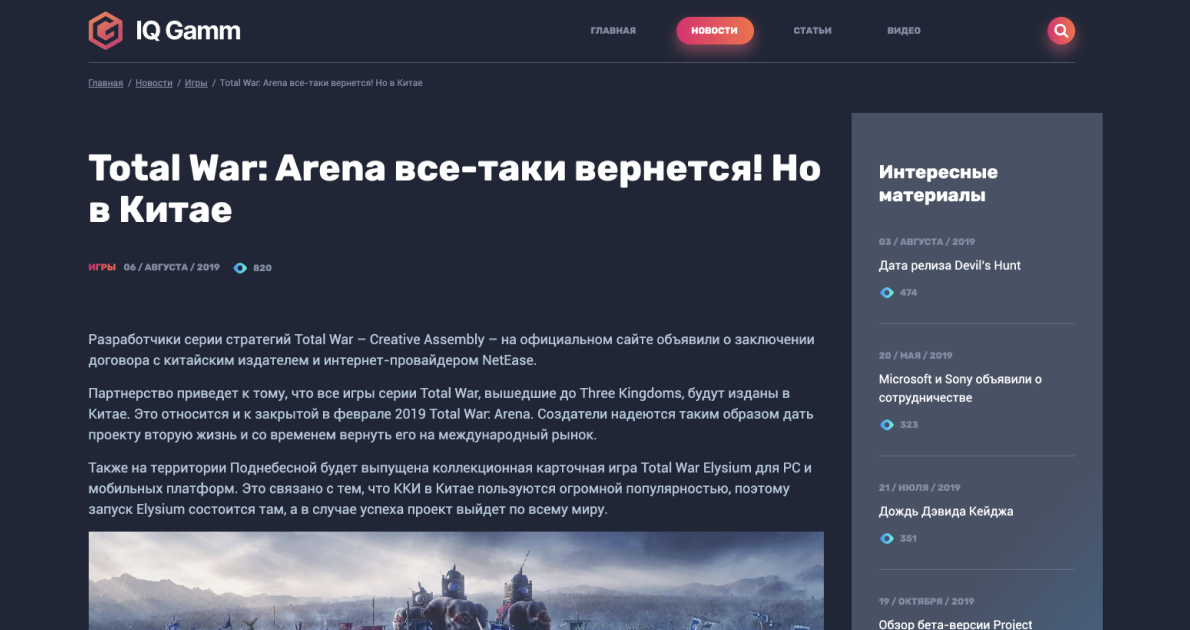 IQ Gamm
ГЛАВНАЯ
НОВОСТИ
СТАТЬИ
ВИДЕО
Главная / Новости / Игры / Total War: Arena все-таки вернется! Но в Китае
Total War: Arena все-таки вернется! Но
в Китае
ИГРЫ 06 / АВГУСТА / 2019 820
Разработчики серии стратегий Total War – Creative Assembly – на официальном сайте объявили о заключении
договора с китайским издателем и интернет-провайдером NetEase.
Партнерство приведет к тому, что все игры серии Total War, вышедшие до Three Kingdoms, будут изданы в
Китае. Это относится и к закрытой в феврале 2019 Total War: Arena. Создатели надеются таким образом дать
проекту вторую жизнь и со временем вернуть его на международный рынок.
Также на территории Поднебесной будет выпущена коллекционная карточная игра Total War Elysium для PC и
мобильных платформ. Это связано с тем, что ККИ в Китае пользуются огромной популярностью, поэтому
запуск Elysium состоится там, а в случае успеха проект выйдет по всему миру.
Интересные
материалы
03 / АВГУСТА / 2019
Дата релиза Devil's Hunt
474
20 / МАЯ / 2019
Microsoft и Sony объявили о
сотрудничестве
323
21 / ИЮЛЯ / 2019
Дождь Дэвида Кейджа
351
19 / ОКТЯБРЯ / 2019
Обзор бета-версии Project